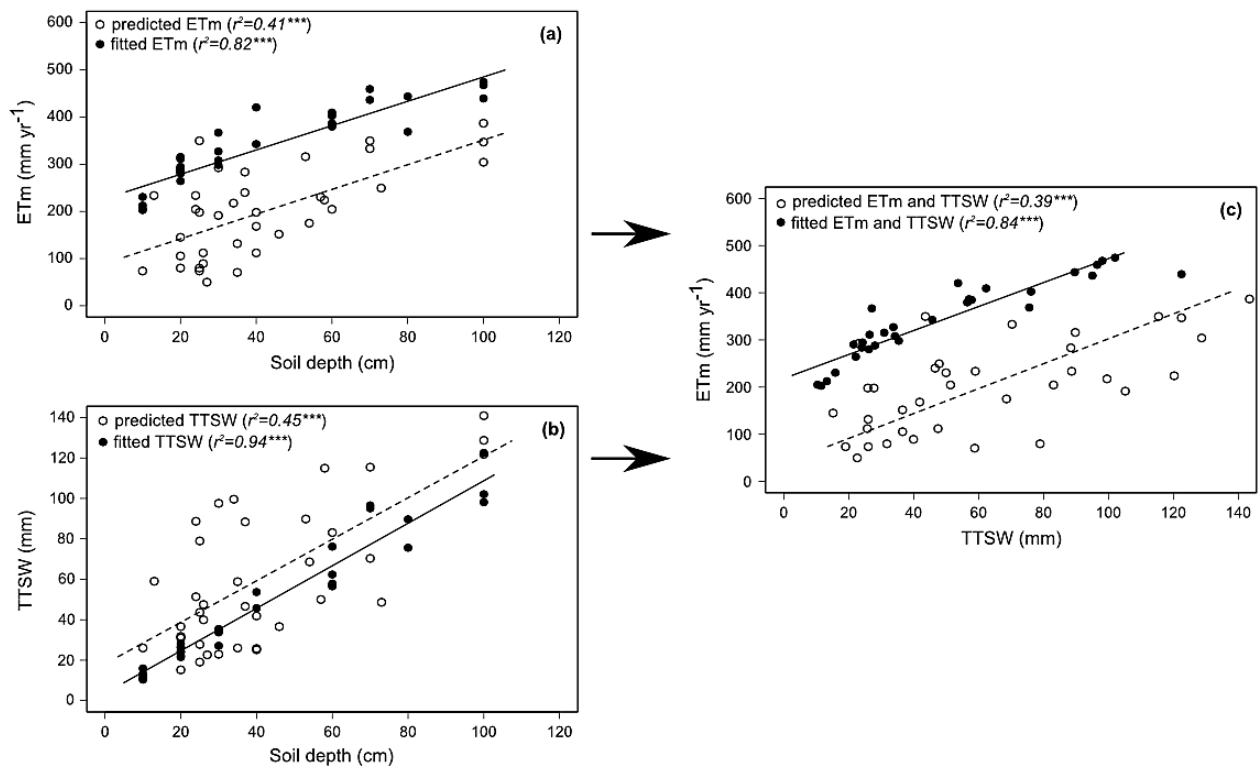 600
500
400
300
200
100
0
ETm (mm yr-1)
predicted ETm (r²=0.41***)
fitted ETm (r²=0.82***)
(a)
0 20 40 60 80 100 120
Soil depth (cm)
140
120
100
80
60
40
20
0
TTSW (mm)
predicted TTSW (r²=0.45***)
fitted TTSW (r²=0.94***)
(b)
0 20 40 60 80 100 120
Soil depth (cm)
600
500
400
300
200
100
0
ETm (mm yr-1)
predicted ETm and TTSW (r²=0.39***)
fitted ETm and TTSW (r²=0.84***)
(c)
0 20 40 60 80 100 120 140
TTSW (mm)